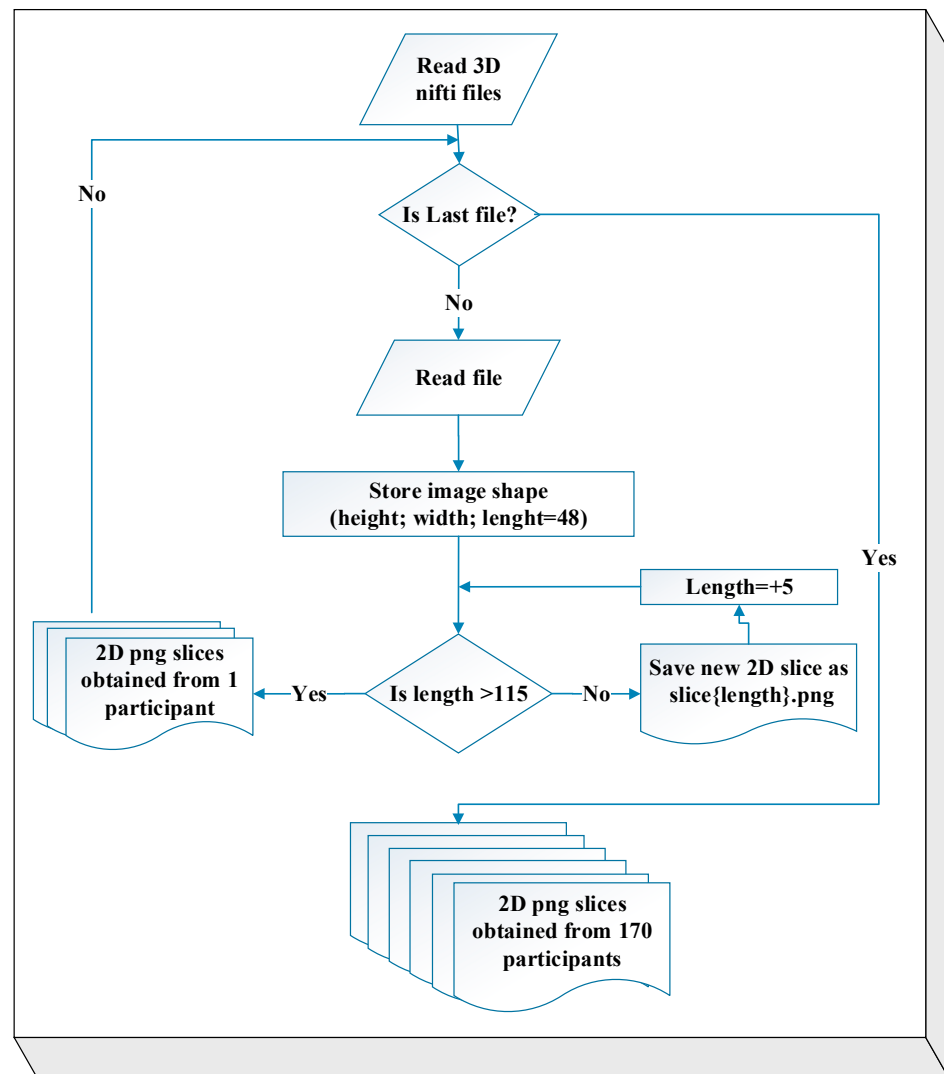 Read 3D
nifti files
No
Is Last file?
No
Read file
Store image shape
(height; width; lenght=48)
Yes
Length=+5
2D png slices
obtained from 1
participant
Yes
Is length >115
No
Save new 2D slice as
slice{length}.png
2D png slices
obtained from 170
participants